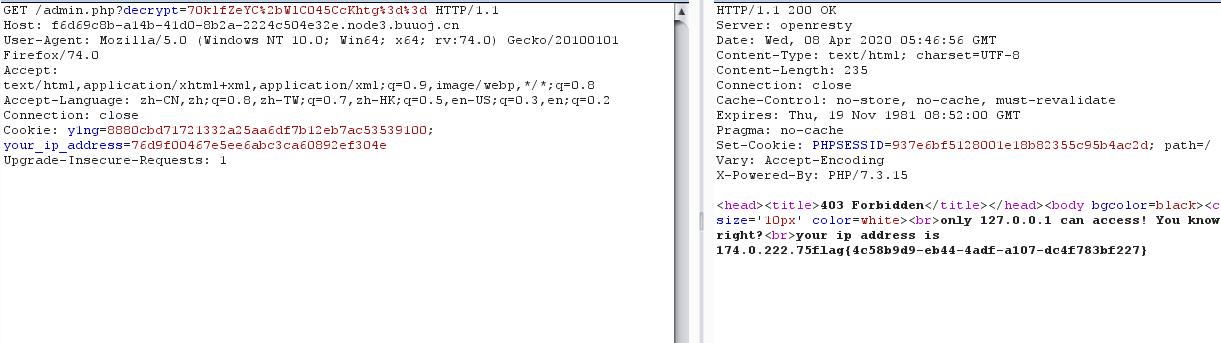 GET /admin.php?decrypt=70klfZeYC%2bWlC045CcKhtg%3d%3d HTTP/1.1
Host: f6d69c8b-a14b-41d0-8b2a-2224c504e32e.node3.buuoj.cn
User-Agent: Mozilla/5.0 (Windows NT 10.0; Win64; x64; rv:74.0) Gecko/20100101
Firefox/74.0
Accept:
text/html,application/xhtml+xml,application/xml;q=0.9,image/webp,*/*;q=0.8
Accept-Language: zh-CN,zh;q=0.8,zh-TW;q=0.7,zh-HK;q=0.5,en-US;q=0.3,en;q=0.2
Connection: close
Cookie: y1ng=8880cbd71721332a25aa6df7b12eb7ac53539100;
your_ip_address=76d9f00467e5ee6abc3ca60892ef304e
Upgrade-Insecure-Requests: 1
HTTP/1.1 200 OK
Server: openresty
Date: Wed, 08 Apr 2020 05:46:56 GMT
Content-Type: text/html; charset=UTF-8
Content-Length: 235
Connection: close
Cache-Control: no-store, no-cache, must-revalidate
Expires: Thu, 19 Nov 1981 08:52:00 GMT
Pragma: no-cache
Set-Cookie: PHPSESSID=937e6bf5128001e18b82355c95b4ac2d; path=/
Vary: Accept-Encoding
X-Powered-By: PHP/7.3.15
<head><title>403 Forbidden</title></head><body bgcolor=black><c
size='10px' color=white><br>only 127.0.0.1 can access! You know
right?<br>your ip address is
174.0.222.75flag{4c58b9d9-eb44-4adf-a107-dc4f783bf227}